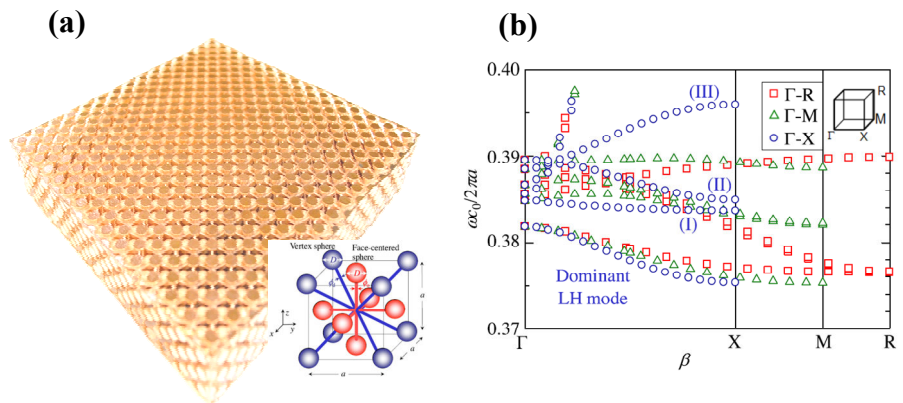 (a)
Vertex sphere
Face-centered
sphere
D
D
a
a
a
z
y
x
(b)
ωc₀/2πa
0.40
0.39
0.38
0.37
(III)
(II)
(I)
Γ-R
Γ-M
Γ-X
R
M
Γ
X
Dominant
LH mode
Γ
X
M
R
β